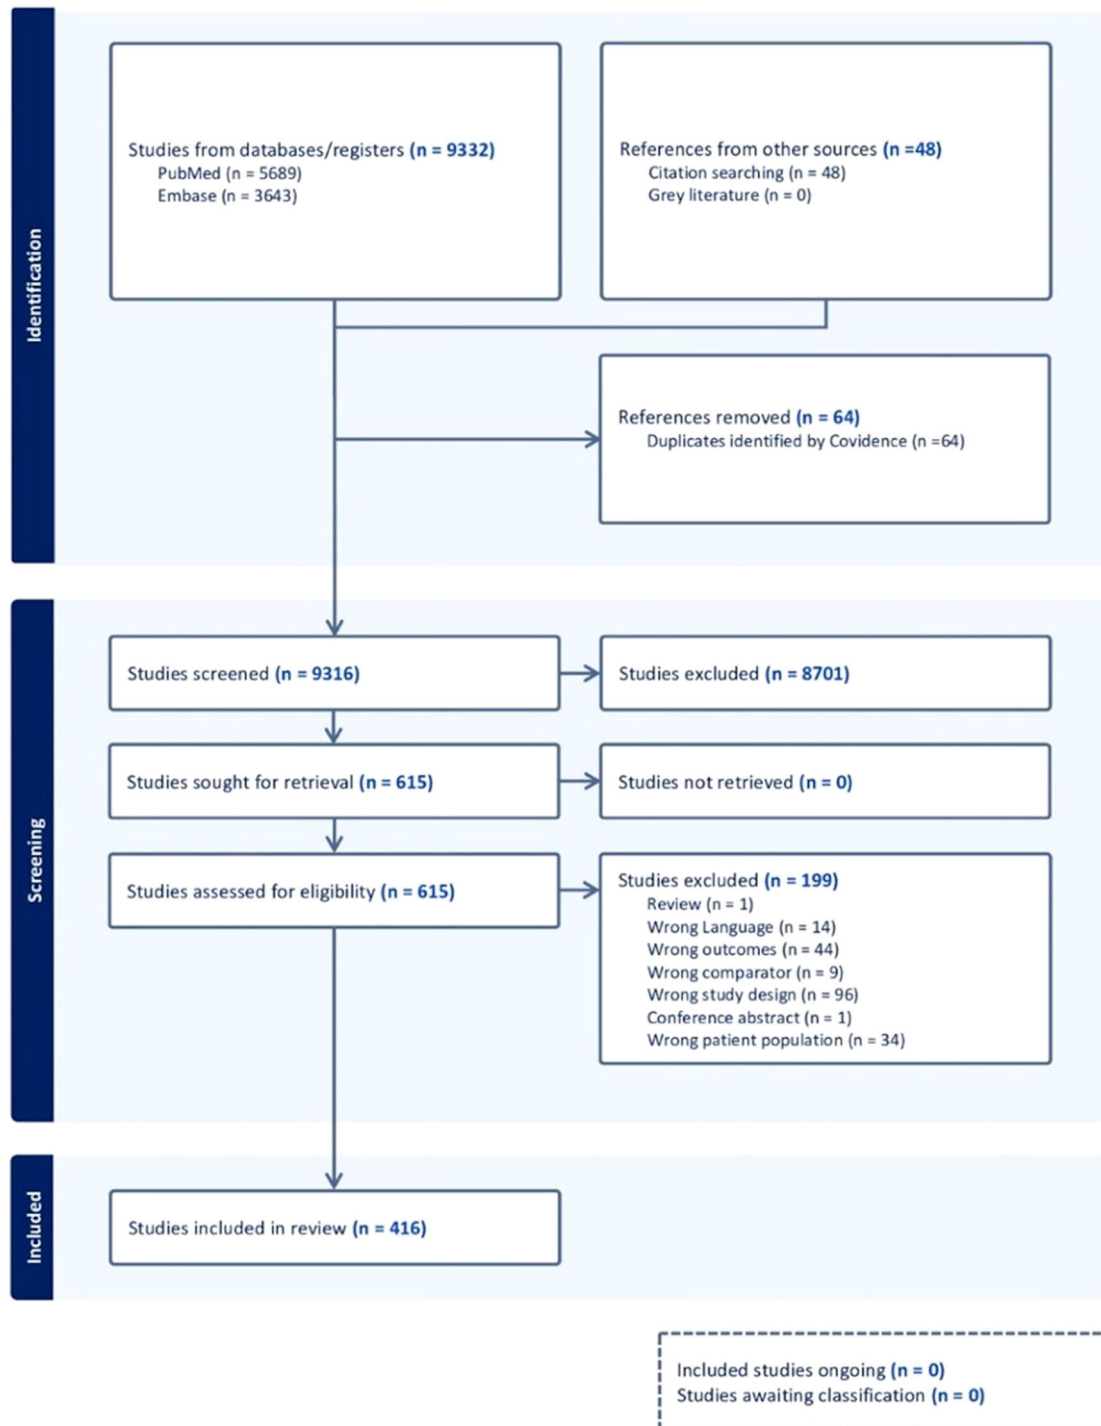 Identification
Studies from databases/registers (n = 9332)
PubMed (n = 5689)
Embase (n = 3643)
References from other sources (n =48)
Citation searching (n = 48)
Grey literature (n = 0)
References removed (n = 64)
Duplicates identified by Covidence (n =64)
Screening
Studies screened (n = 9316)
Studies excluded (n = 8701)
Studies sought for retrieval (n = 615)
Studies not retrieved (n = 0)
Studies assessed for eligibility (n = 615)
Studies excluded (n = 199)
Review (n = 1)
Wrong Language (n = 14)
Wrong outcomes (n = 44)
Wrong comparator (n = 9)
Wrong study design (n = 96)
Conference abstract (n = 1)
Wrong patient population (n = 34)
Included
Studies included in review (n = 416)
Included studies ongoing (n = 0)
Studies awaiting classification (n = 0)